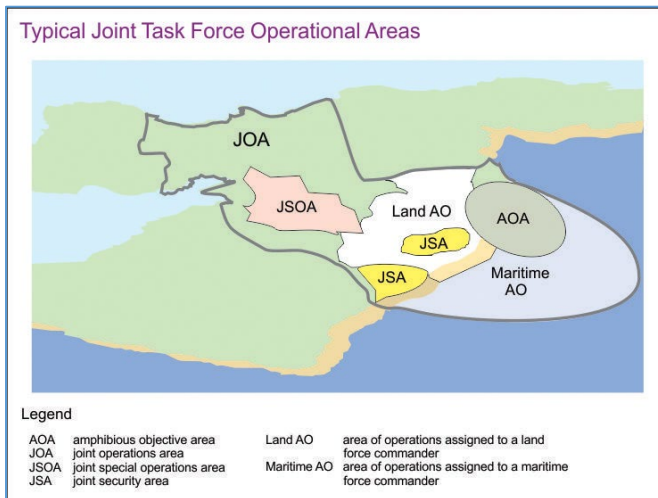 Typical Joint Task Force Operational Areas
JOA
JSOA
Land AO
AOA
JSA
Maritime
AO
JSA
Legend
AOA amphibious objective area
JOA joint operations area
JSOA joint special operations area
JSA joint security area
Land AO area of operations assigned to a land
force commander
Maritime AO area of operations assigned to a maritime
force commander